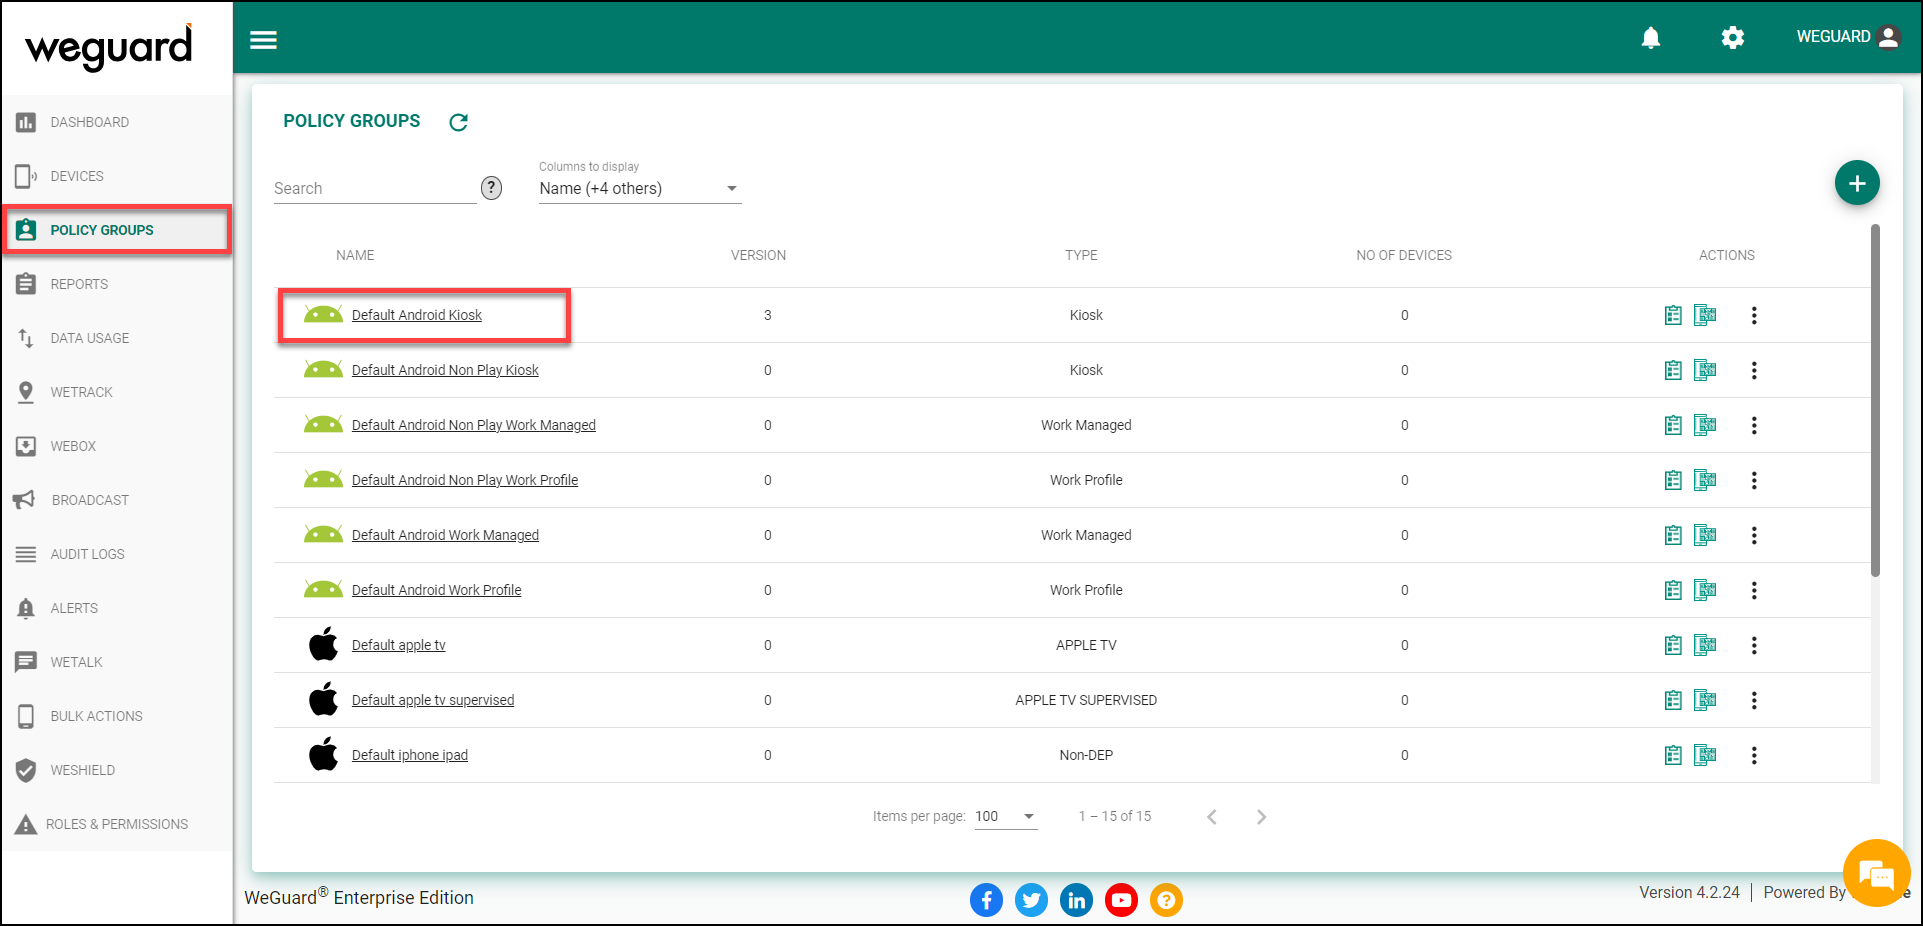 weguard
WEGUARD
DASHBOARD
DEVICES
POLICY GROUPS
REPORTS
DATA USAGE
WETRACK
WEBOX
BROADCAST
AUDIT LOGS
ALERTS
WETALK
BULK ACTIONS
WESHIELD
ROLES & PERMISSIONS
POLICY GROUPS
Search ?
Columns to display
Name (+4 others)
+
NAME VERSION TYPE NO OF DEVICES ACTIONS
Default Android Kiosk 3 Kiosk 0
Default Android Non Play Kiosk 0 Kiosk 0
Default Android Non Play Work Managed 0 Work Managed 0
Default Android Non Play Work Profile 0 Work Profile 0
Default Android Work Managed 0 Work Managed 0
Default Android Work Profile 0 Work Profile 0
Default apple tv 0 APPLE TV 0
Default apple tv supervised 0 APPLE TV SUPERVISED 0
Default iphone ipad 0 Non-DEP 0
Items per page: 100 1 – 15 of 15
WeGuard® Enterprise Edition
Version 4.2.24 | Powered By